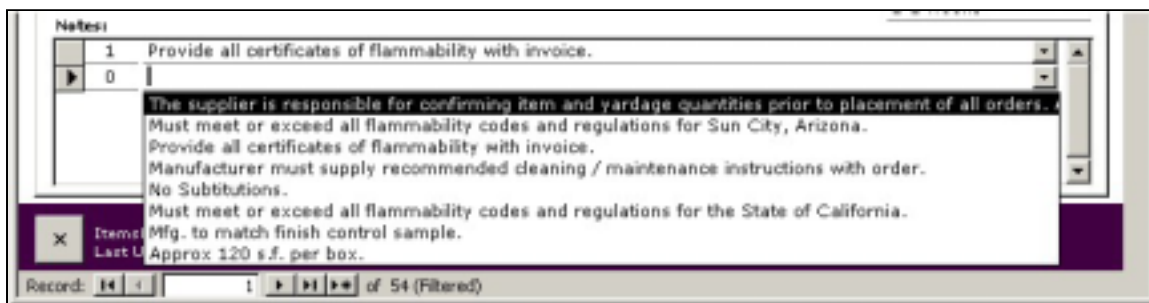 Notes:
1 Provide all certificates of flammability with invoice.
0
The supplier is responsible for confirming item and yardage quantities prior to placement of all orders.
Must meet or exceed all flammability codes and regulations for Sun City, Arizona.
Provide all certificates of flammability with invoice.
Manufacturer must supply recommended cleaning / maintenance instructions with order.
No Subtitutions.
Must meet or exceed all flammability codes and regulations for the State of California.
Items Mfg. to match finish control sample.
Last U Approx 120 s.f. per box.
Record: 1 of 54 (Filtered)